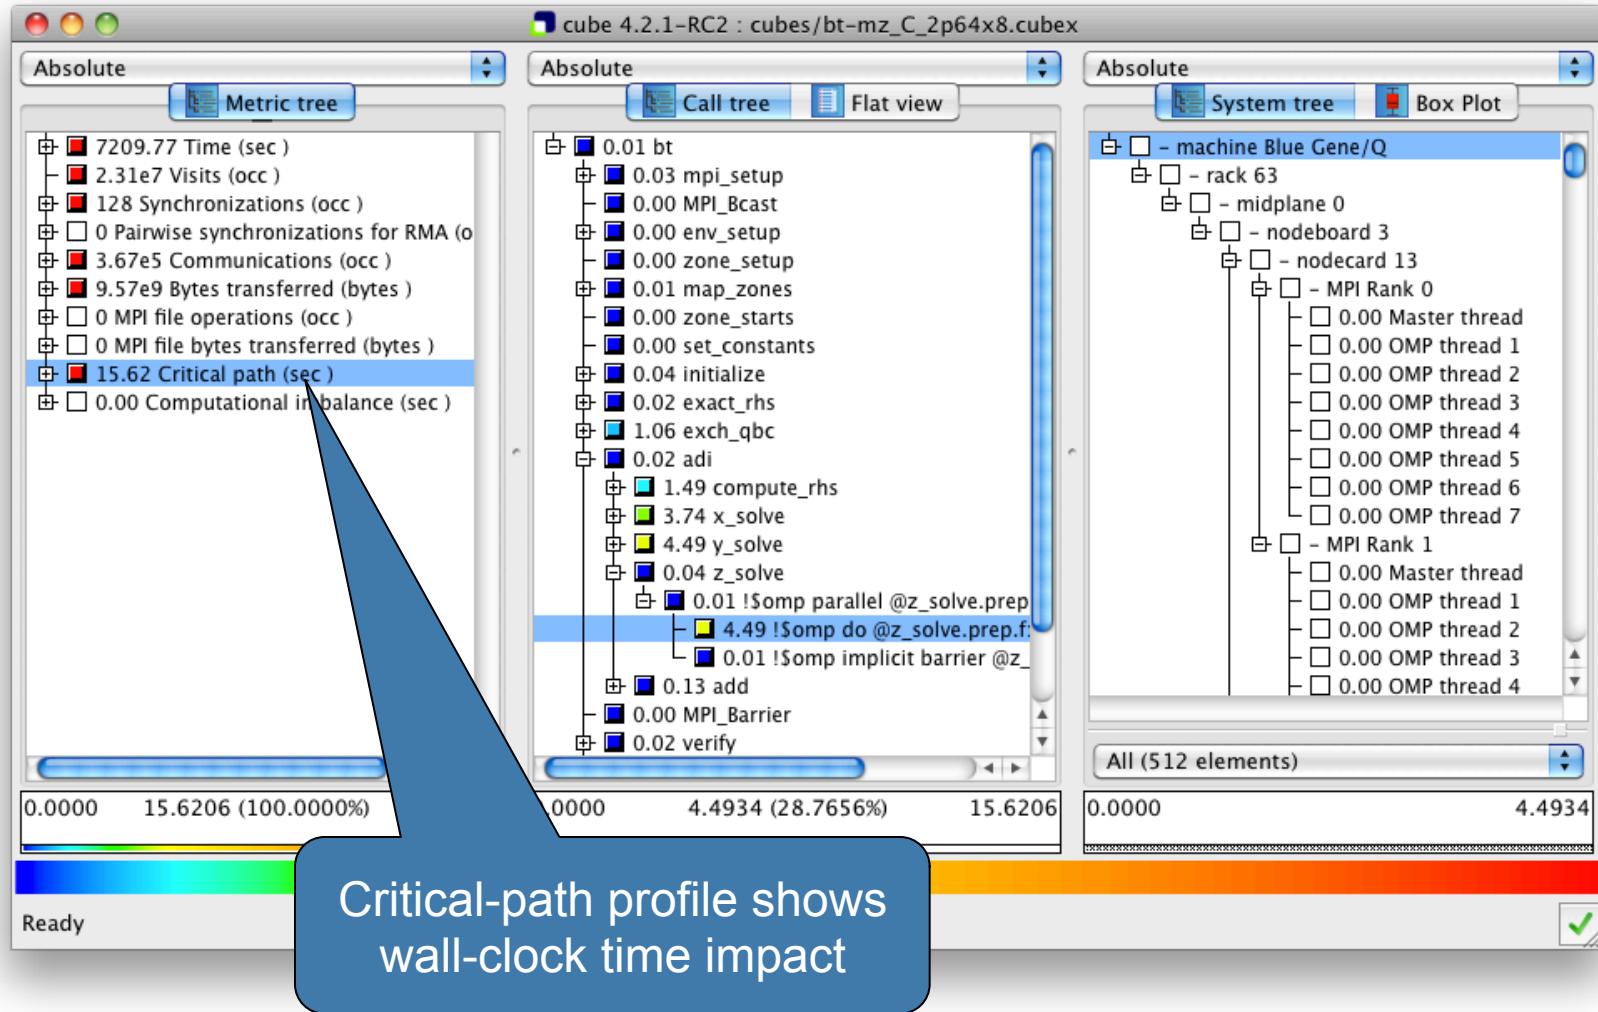 cube 4.2.1-RC2 : cubes/bt-mz_C_2p64x8.cubex
Absolute
Metric tree
7209.77 Time (sec )
2.31e7 Visits (occ )
128 Synchronizations (occ )
0 Pairwise synchronizations for RMA (o
3.67e5 Communications (occ )
9.57e9 Bytes transferred (bytes )
0 MPI file operations (occ )
0 MPI file bytes transferred (bytes )
15.62 Critical path (sec )
0.00 Computational imbalance (sec )
0.0000 15.6206 (100.0000%)
Absolute
Call tree Flat view
0.01 bt
0.03 mpi_setup
0.00 MPI_Bcast
0.00 env_setup
0.00 zone_setup
0.01 map_zones
0.00 zone_starts
0.00 set_constants
0.04 initialize
0.02 exact_rhs
1.06 exch_qbc
0.02 adi
1.49 compute_rhs
3.74 x_solve
4.49 y_solve
0.04 z_solve
0.01 !$omp parallel @z_solve.prep
4.49 !$omp do @z_solve.prep.f:
0.01 !$omp implicit barrier @z_
0.13 add
0.00 MPI_Barrier
0.02 verify
.0000 4.4934 (28.7656%) 15.6206
Absolute
System tree Box Plot
- machine Blue Gene/Q
- rack 63
- midplane 0
- nodeboard 3
- nodecard 13
- MPI Rank 0
0.00 Master thread
0.00 OMP thread 1
0.00 OMP thread 2
0.00 OMP thread 3
0.00 OMP thread 4
0.00 OMP thread 5
0.00 OMP thread 6
0.00 OMP thread 7
- MPI Rank 1
0.00 Master thread
0.00 OMP thread 1
0.00 OMP thread 2
0.00 OMP thread 3
0.00 OMP thread 4
All (512 elements)
0.0000 4.4934
Critical-path profile shows
wall-clock time impact
Ready